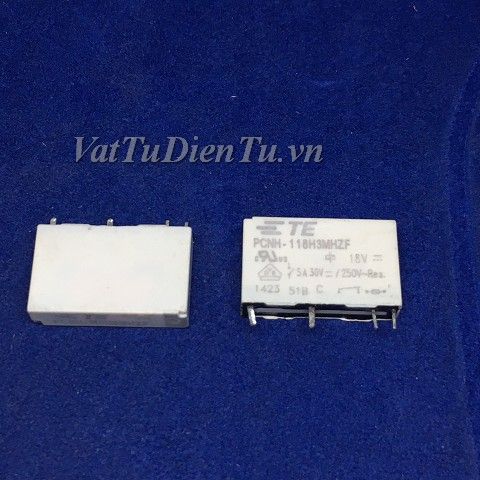 VatTuDienTu.vn
TE
PCNH-118H3MHZF
18V
5A 30V /250V~Res.
1423 51B C